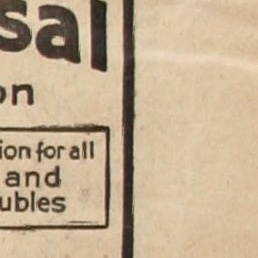 sal
on
ion for all
and
ubles